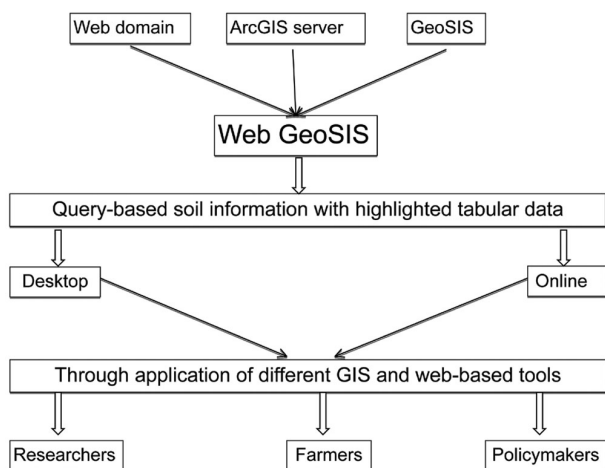 Web domain
ArcGIS server
GeoSIS
Web GeoSIS
Query-based soil information with highlighted tabular data
Desktop
Online
Through application of different GIS and web-based tools
Researchers
Farmers
Policymakers